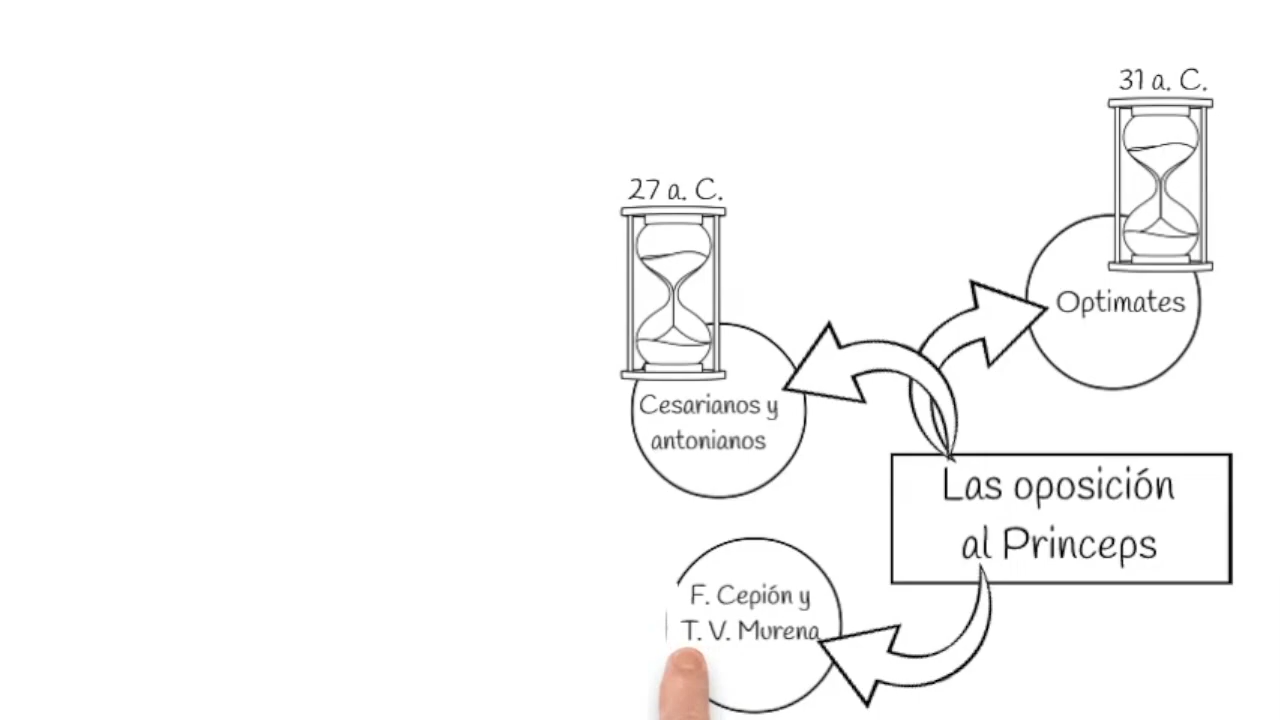 31 a. C.
27 a. C.
Optimates
Cesarianos y
antonianos
Las oposición
al Princeps
F. Cepión y
T. V. Murena